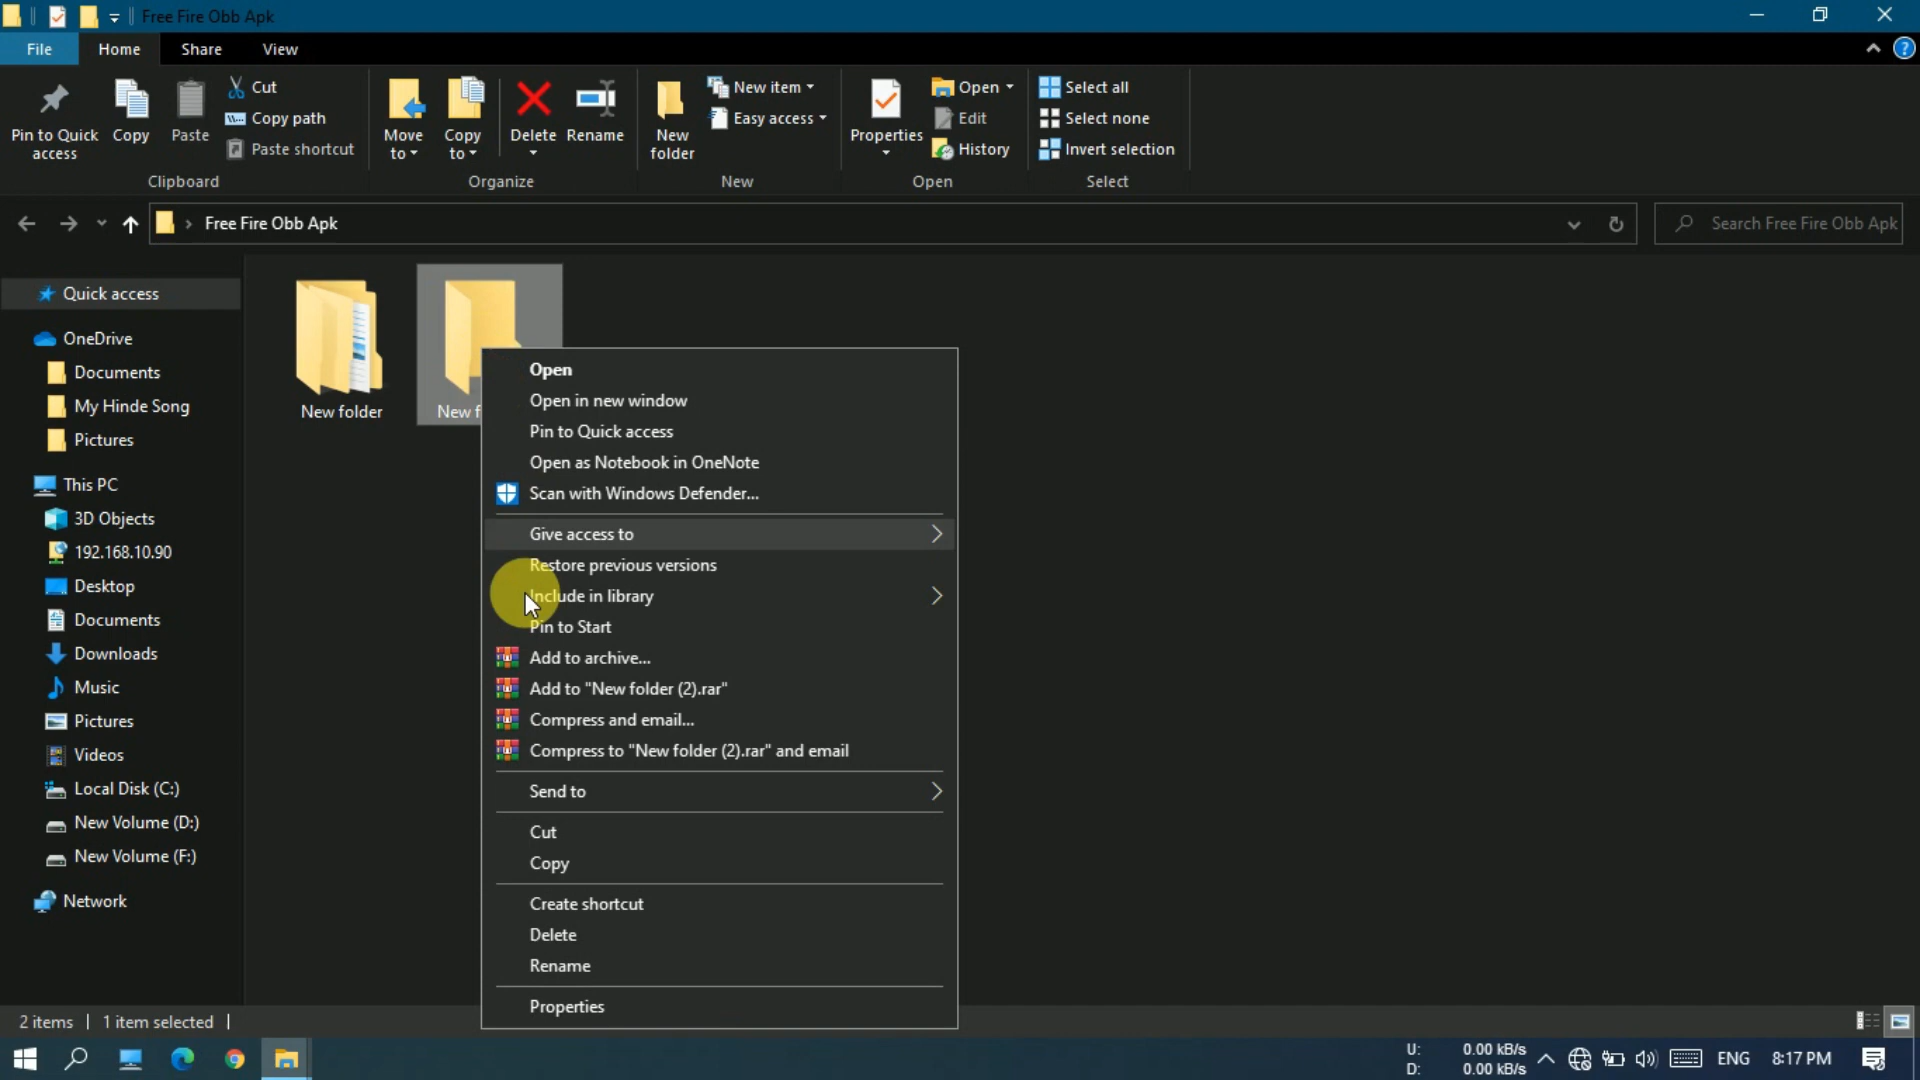 Free Fire Obb Apk
File Home Share View
Pin to Quick access
Copy
Paste
Cut
Copy path
Paste shortcut
Clipboard
Move to
Copy to
Delete
Rename
Organize
New folder
New item
Easy access
New
Properties
Open
Edit
History
Open
Select all
Select none
Invert selection
Select
Free Fire Obb Apk
Search Free Fire Obb Apk
Quick access
OneDrive
Documents
My Hinde Song
Pictures
This PC
3D Objects
192.168.10.90
Desktop
Documents
Downloads
Music
Pictures
Videos
Local Disk (C:)
New Volume (D:)
New Volume (F:)
Network
New folder
New f
Open
Open in new window
Pin to Quick access
Open as Notebook in OneNote
Scan with Windows Defender...
Give access to
Restore previous versions
Include in library
Pin to Start
Add to archive...
Add to "New folder (2).rar"
Compress and email...
Compress to "New folder (2).rar" and email
Send to
Cut
Copy
Create shortcut
Delete
Rename
Properties
2 items 1 item selected
U: 0.00 kB/s
D: 0.00 kB/s
ENG 8:17 PM